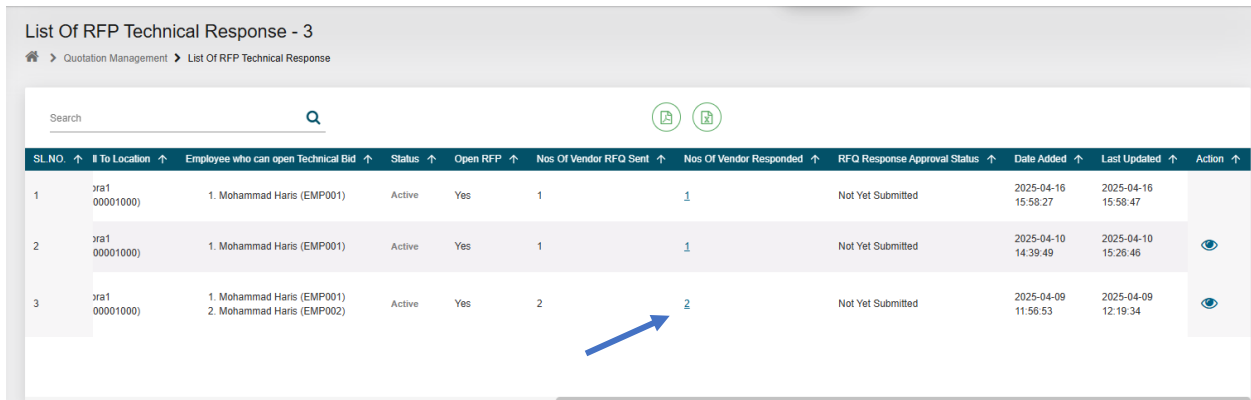 List Of RFP Technical Response - 3
Quotation Management > List Of RFP Technical Response
Search
SL.NO. ll To Location Employee who can open Technical Bid Status Open RFP Nos Of Vendor RFQ Sent Nos Of Vendor Responded RFQ Response Approval Status Date Added Last Updated Action
1 ora1 1. Mohammad Haris (EMP001) Active Yes 1 1 Not Yet Submitted 2025-04-16 2025-04-16
00001000) 15:58:27 15:58:47
2 ora1 1. Mohammad Haris (EMP001) Active Yes 1 1 Not Yet Submitted 2025-04-10 2025-04-10
00001000) 14:39:49 15:26:46
3 ora1 1. Mohammad Haris (EMP001) Active Yes 2 2 Not Yet Submitted 2025-04-09 2025-04-09
00001000) 2. Mohammad Haris (EMP002) 11:56:53 12:19:34